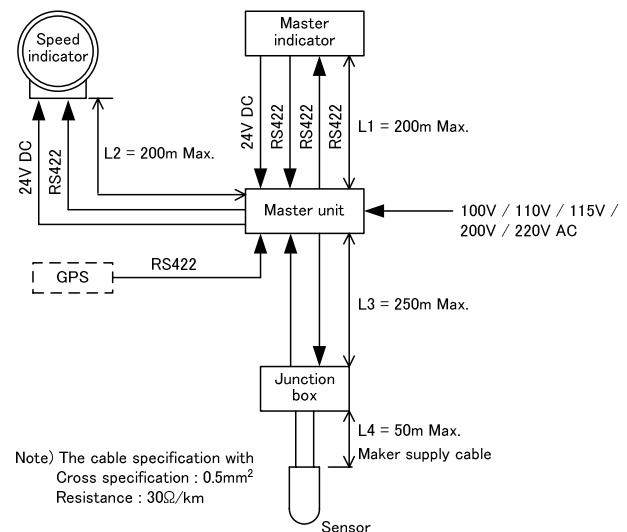 Speed
indicator
Master
indicator
24V DC
RS422
24V DC
RS422
RS422
RS422
L1 = 200m Max.
L2 = 200m Max.
Master unit
100V / 110V / 115V /
200V / 220V AC
GPS
RS422
L3 = 250m Max.
Junction
box
L4 = 50m Max.
Maker supply cable
Note) The cable specification with
Cross specification : 0.5mm²
Resistance : 30Ω/km
Sensor